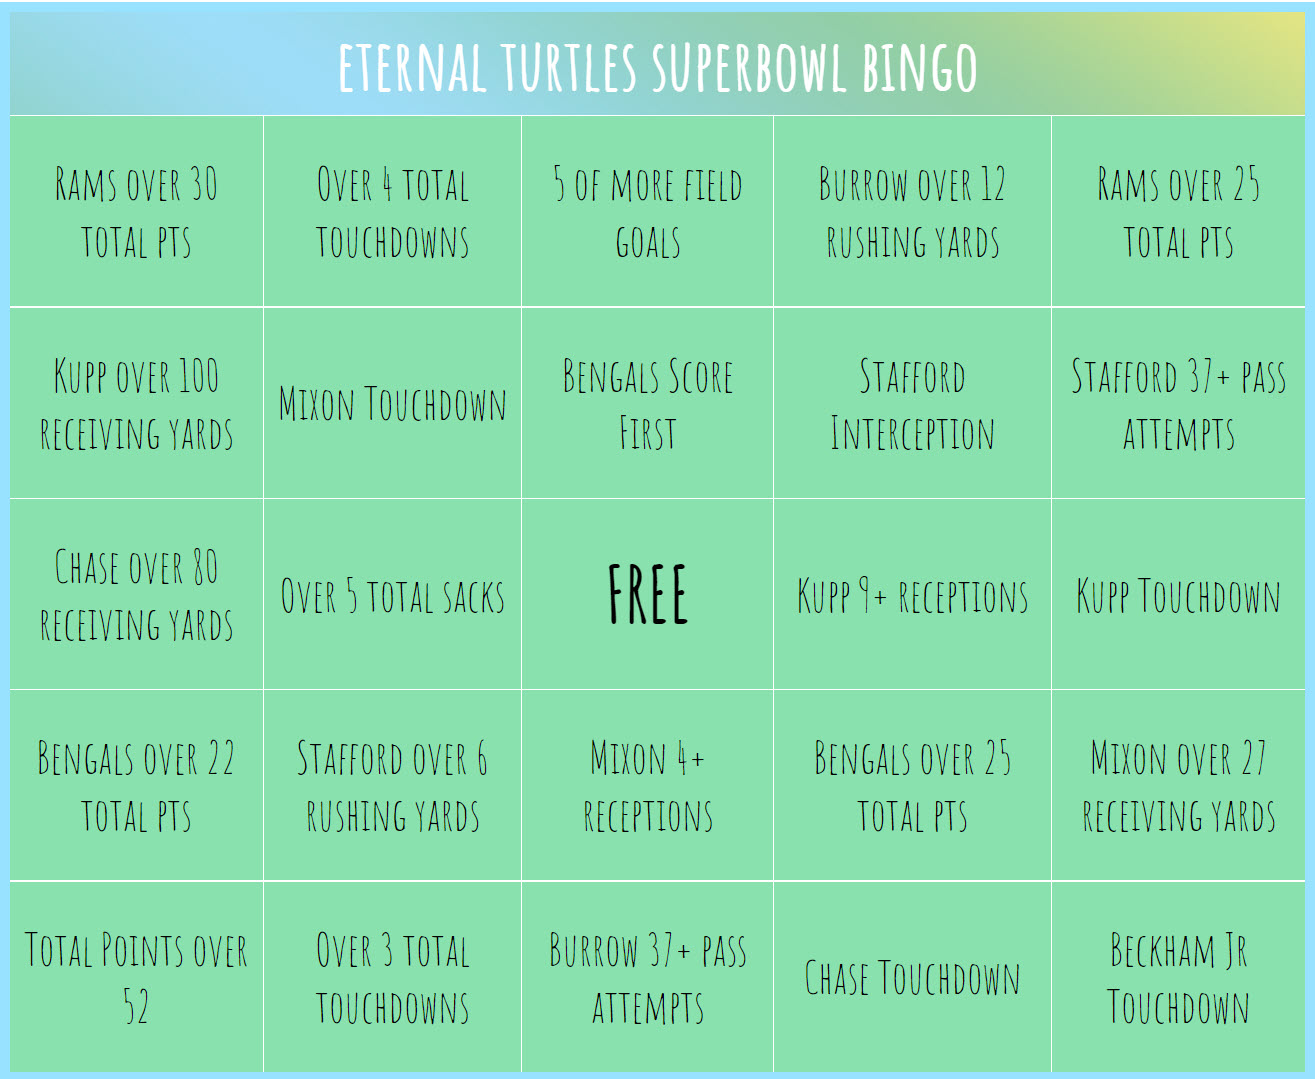 Eternal Turtles Superbowl Bingo
Rams over 30
total pts
Over 4 total
touchdowns
5 of more field
goals
Burrow over 12
rushing yards
Rams over 25
total pts
Kupp over 100
receiving yards
Mixon Touchdown
Bengals Score
First
Stafford
Interception
Stafford 37+ pass
attempts
Chase over 80
receiving yards
Over 5 total sacks
FREE
Kupp 9+ receptions
Kupp Touchdown
Bengals over 22
total pts
Stafford over 6
rushing yards
Mixon 4+
receptions
Bengals over 25
total pts
Mixon over 27
receiving yards
Total Points over
52
Over 3 total
touchdowns
Burrow 37+ pass
attempts
Chase Touchdown
Beckham Jr
Touchdown